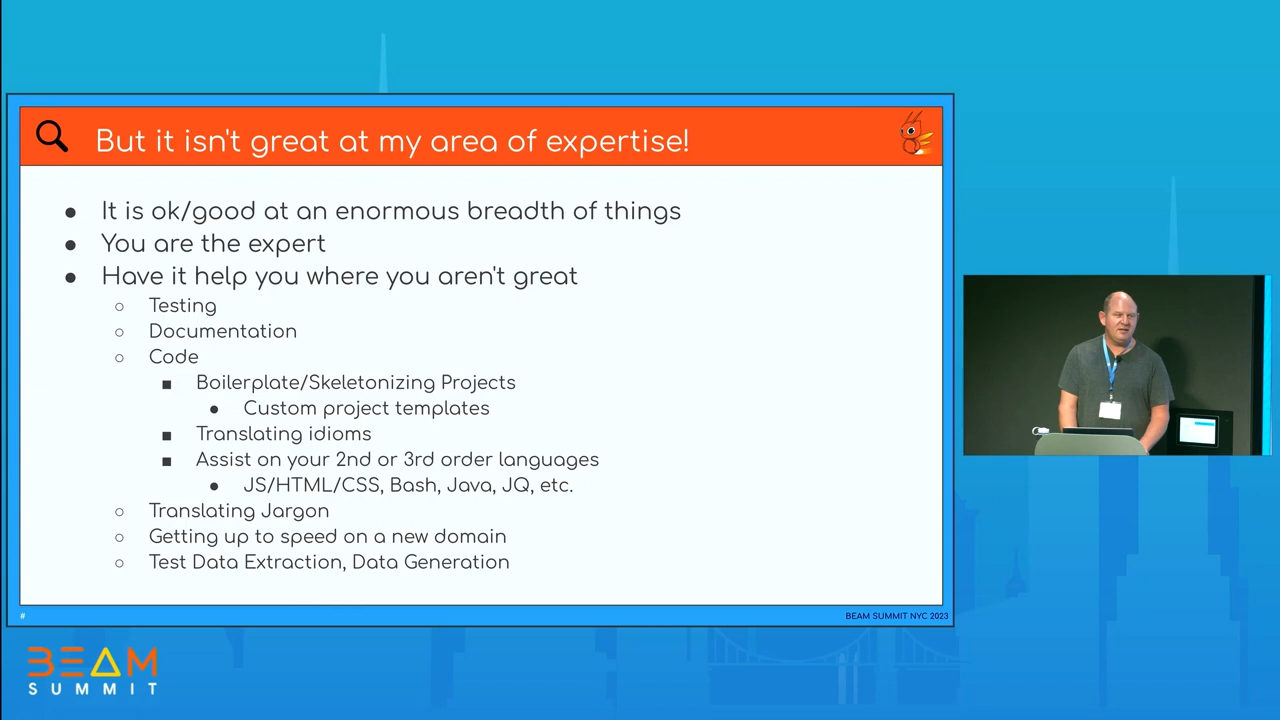 But it isn't great at my area of expertise!
● It is ok/good at an enormous breadth of things
● You are the expert
● Have it help you where you aren't great
○ Testing
○ Documentation
○ Code
■ Boilerplate/Skeletonizing Projects
● Custom project templates
■ Translating idioms
■ Assist on your 2nd or 3rd order languages
● JS/HTML/CSS, Bash, Java, JQ, etc.
○ Translating Jargon
○ Getting up to speed on a new domain
○ Test Data Extraction, Data Generation
#
BEAM SUMMIT NYC 2023
BEAM
SUMMIT